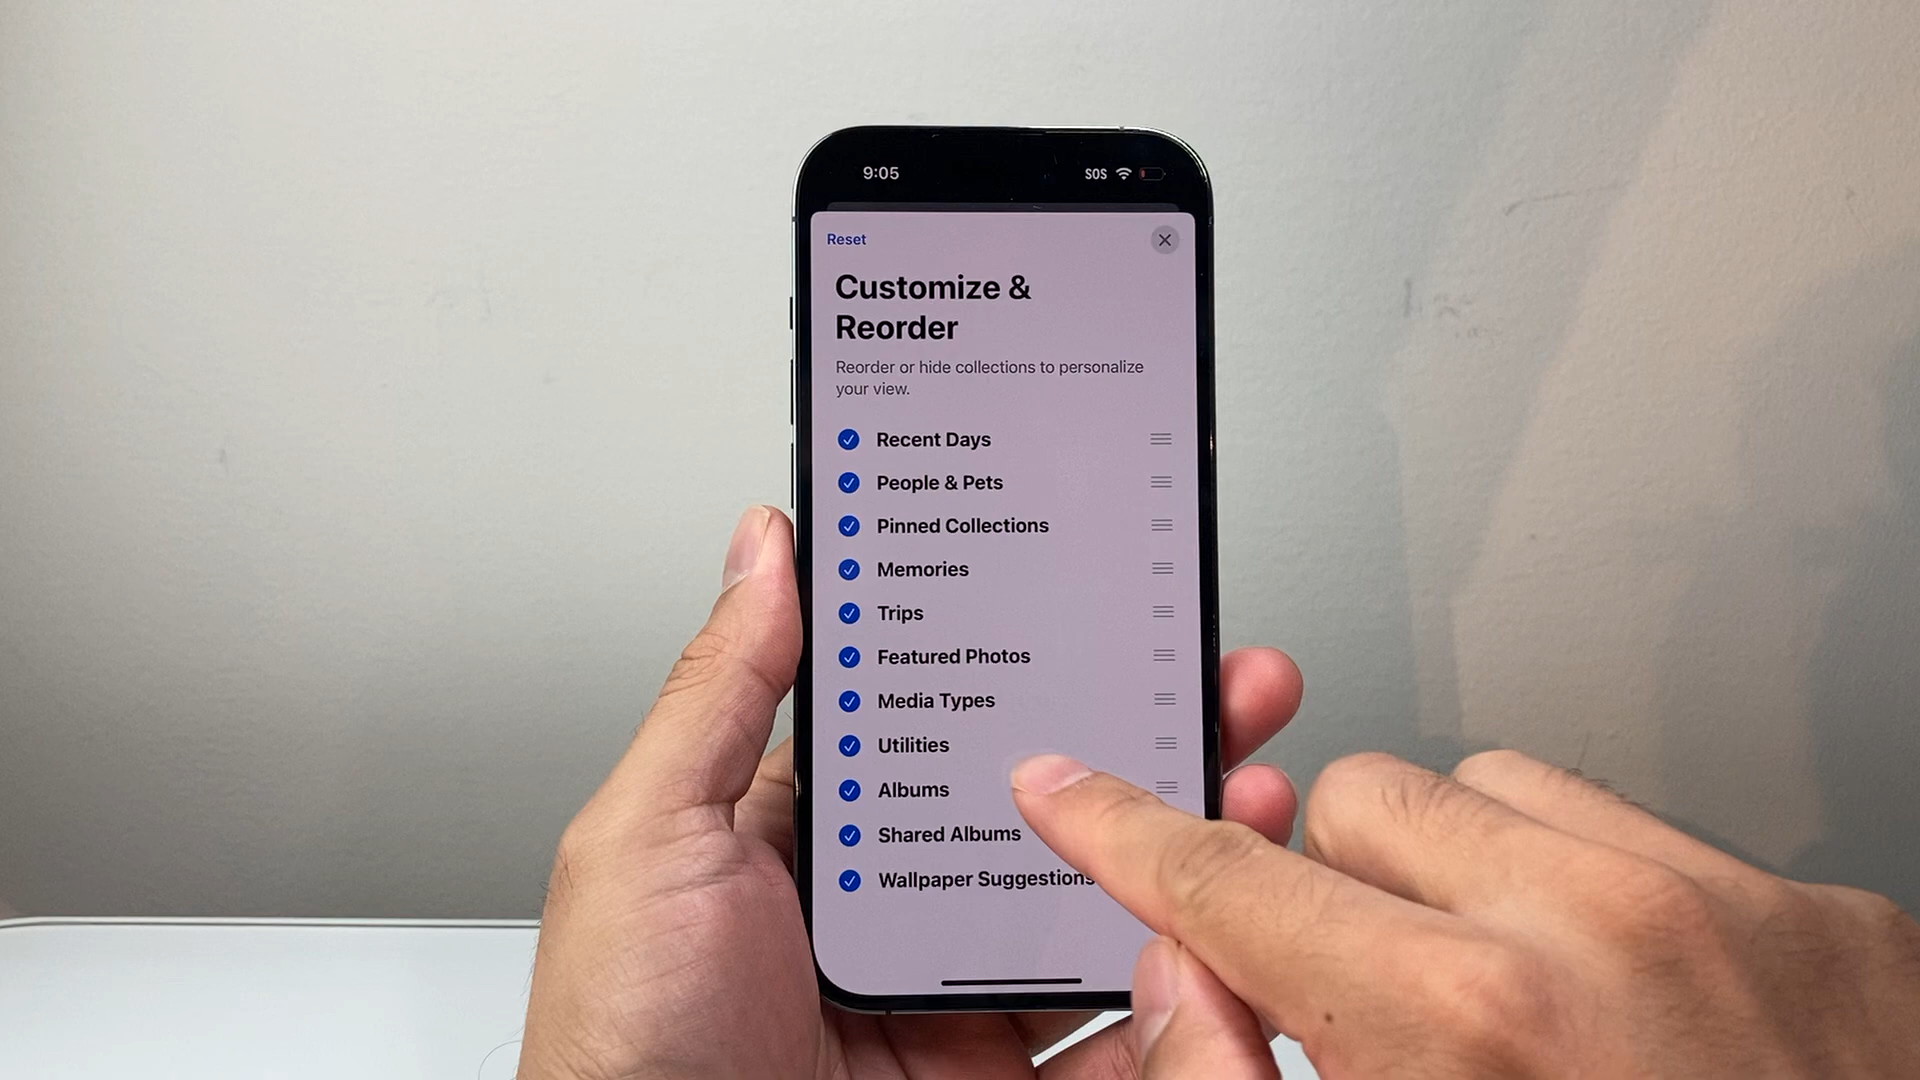 9:05
SOS
Reset
Customize &
Reorder
Reorder or hide collections to personalize
your view.
Recent Days
People & Pets
Pinned Collections
Memories
Trips
Featured Photos
Media Types
Utilities
Albums
Shared Albums
Wallpaper Suggestions